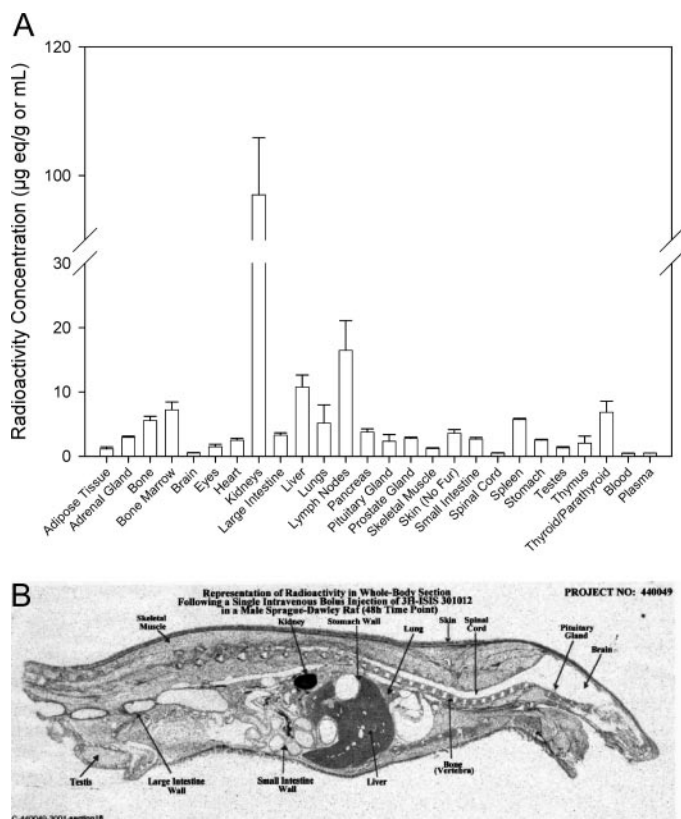 A
120
100
30
20
10
0
Radioactivity Concentration (µg eq/g or mL)
Adipose Tissue
Adrenal Gland
Bone
Bone Marrow
Brain
Eyes
Heart
Kidneys
Large Intestine
Liver
Lungs
Lymph Nodes
Pancreas
Pituitary Gland
Prostate Gland
Skeletal Muscle
Skin (No Fur)
Small Intestine
Spinal Cord
Spleen
Stomach
Testes
Thymus
Thyroid/Parathyroid
Blood
Plasma
B
Representation of Radioactivity in Whole-Body Section
Following a Single Intravenous Bolus Injection of 3H-ISIS 301012
in a Male Sprague-Dawley Rat (48h Time Point)
PROJECT NO: 440049
Skeletal
Muscle
Kidney
Stomach Wall
Lung
Skin
Spinal
Cord
Pituitary
Gland
Brain
Testis
Large Intestine
Wall
Small Intestine
Wall
Liver
Bone
(Vertebra)